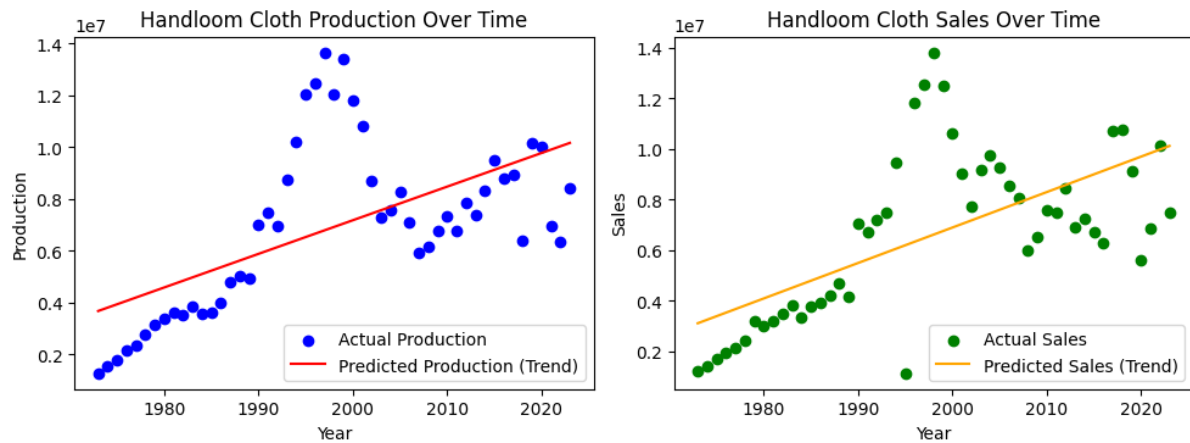 Handloom Cloth Production Over Time
1e7
1.4
1.2
1.0
0.8
0.6
0.4
0.2
Production
1980
1990
2000
2010
2020
Year
Actual Production
Predicted Production (Trend)
Handloom Cloth Sales Over Time
1e7
1.4
1.2
1.0
0.8
0.6
0.4
0.2
Sales
1980
1990
2000
2010
2020
Year
Actual Sales
Predicted Sales (Trend)